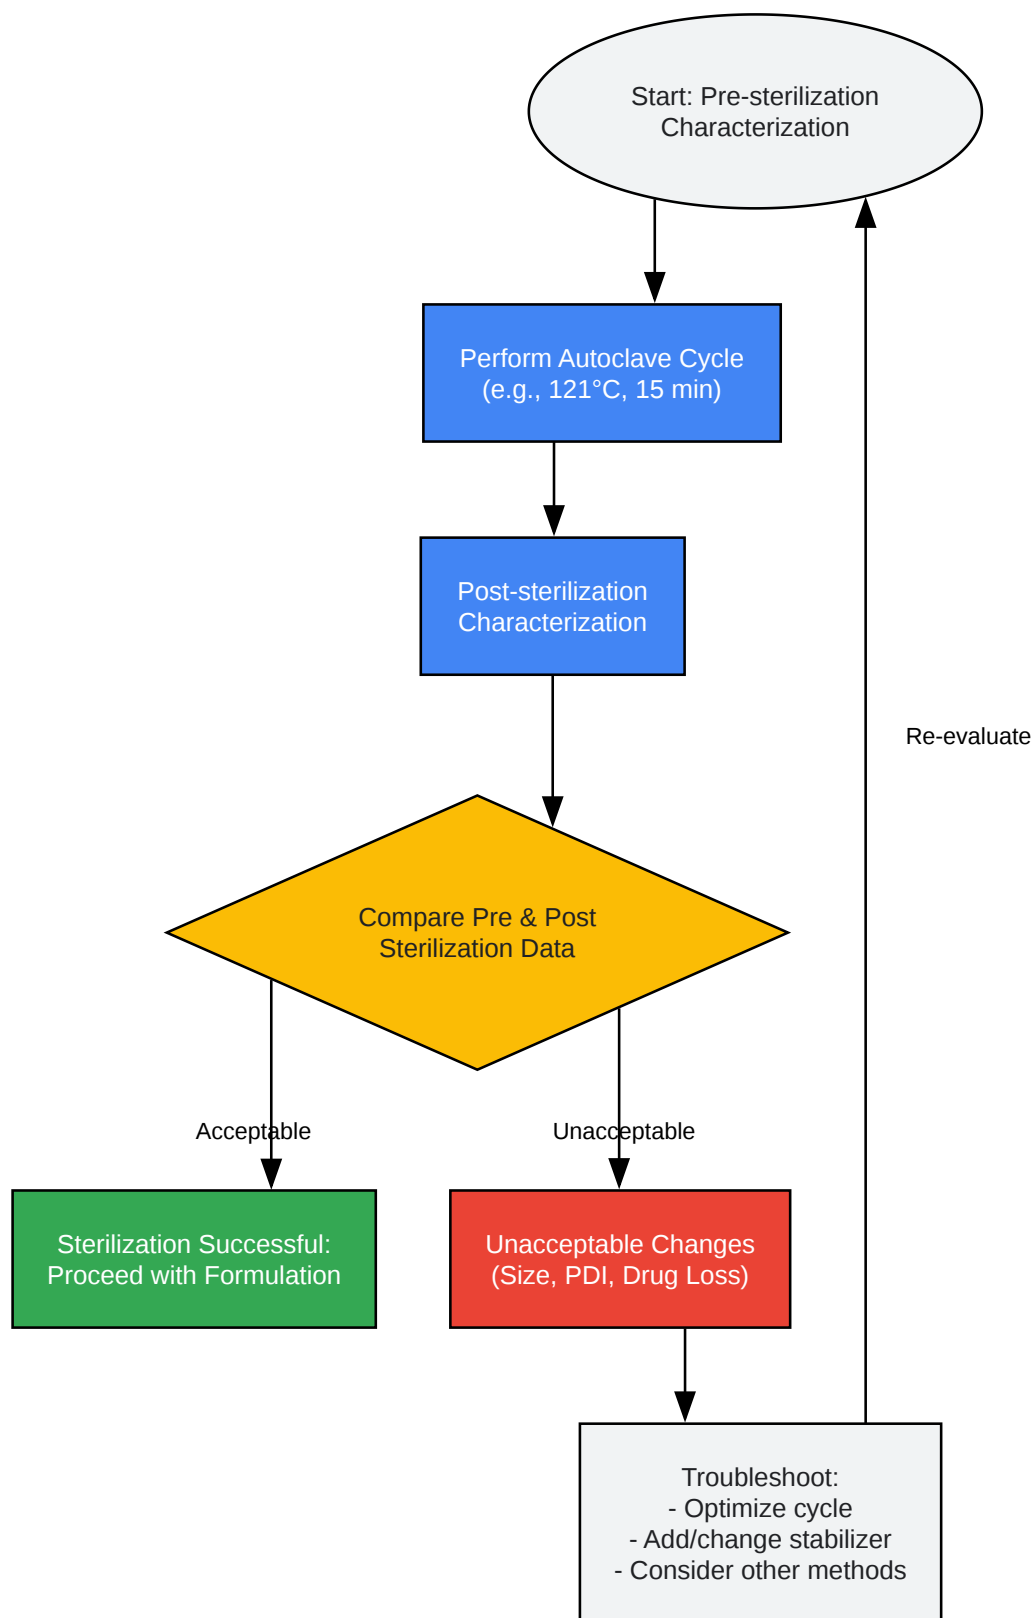 Start: Pre-sterilization
Characterization
Perform Autoclave Cycle
(e.g., 121°C, 15 min)
Post-sterilization
Characterization
Re-evaluate
Compare Pre & Post
Sterilization Data
Acceptable
Unacceptable
Sterilization Successful:
Proceed with Formulation
Unacceptable Changes
(Size, PDI, Drug Loss)
Troubleshoot:
- Optimize cycle
- Add/change stabilizer
- Consider other methods